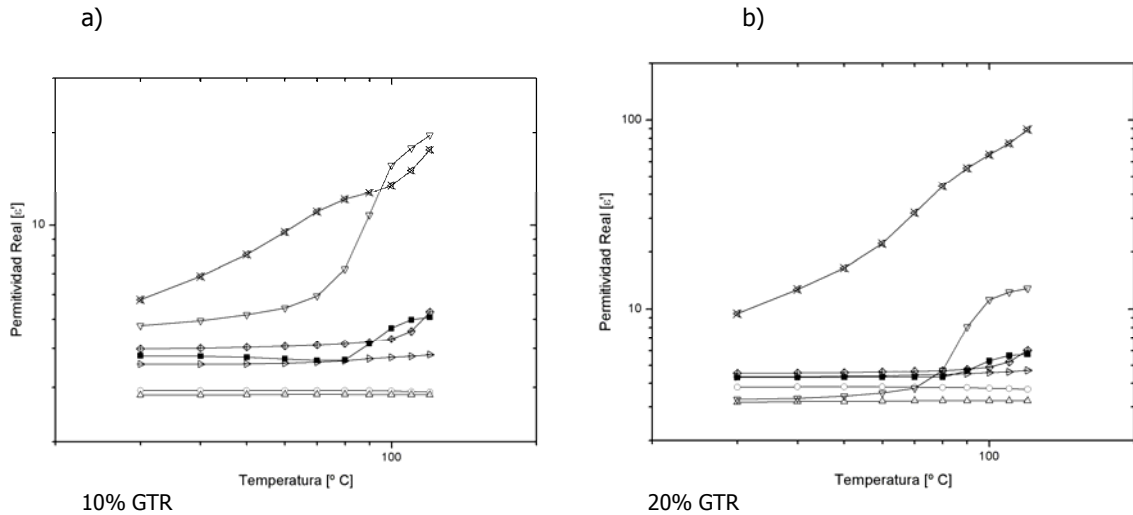 a)
b)
Permitividad Real [ε']
10
100
Temperatura [º C]
10% GTR
Permitividad Real [ε']
100
10
100
Temperatura [º C]
20% GTR